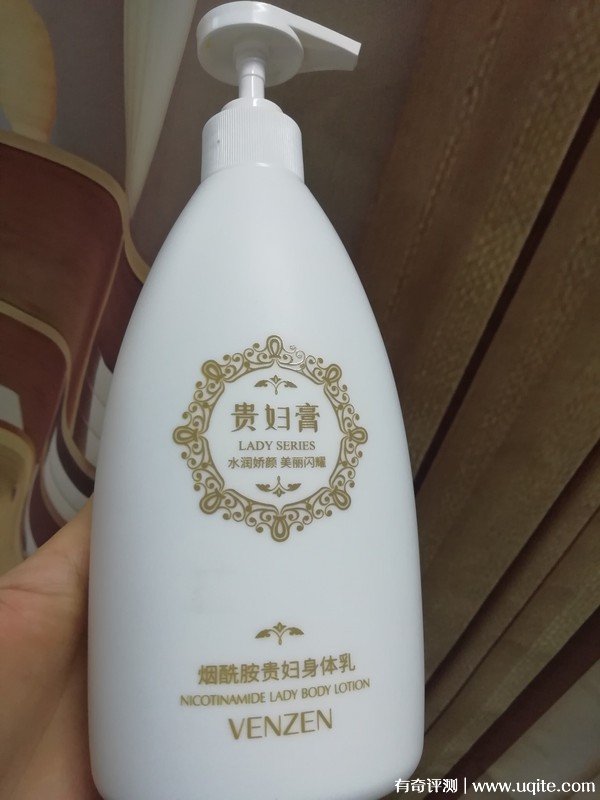 贵妇膏
LADY SERIES
水润娇颜 美丽闪耀
烟酰胺贵妇身体乳
NICOTINAMIDE LADY BODY LOTION
VENZEN
有奇评测 | www.uqite.com